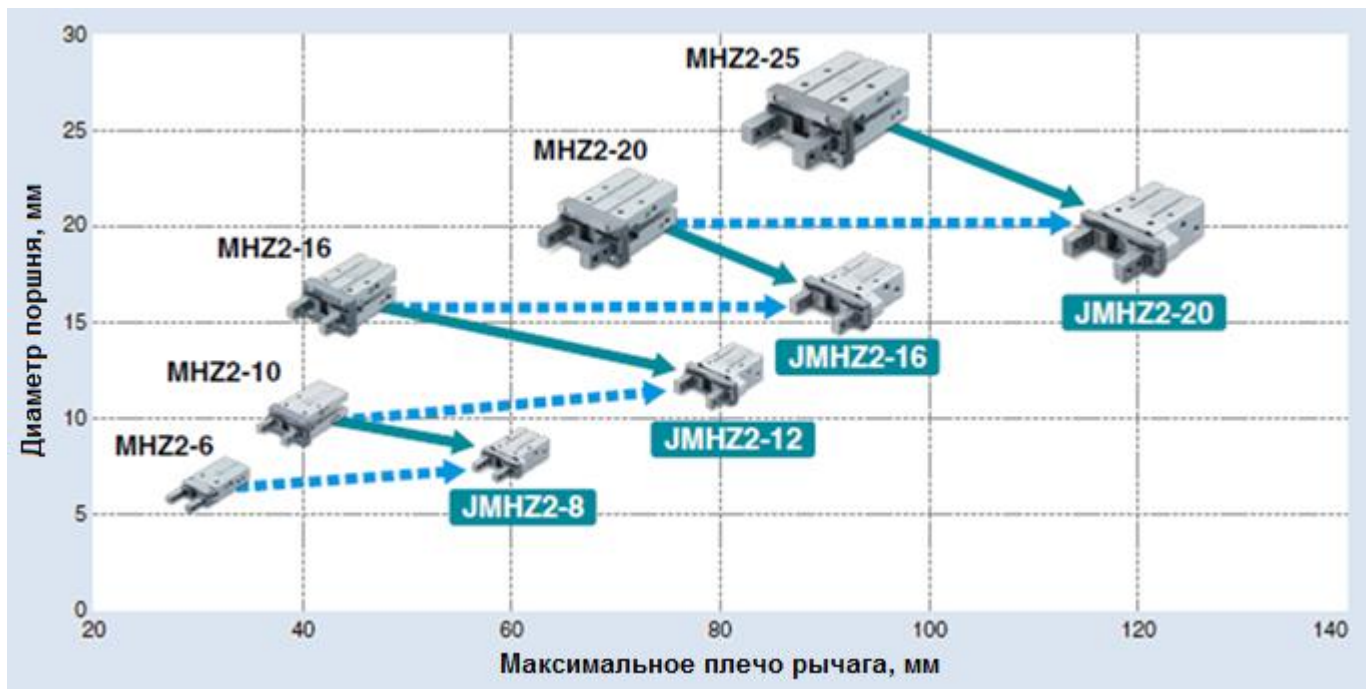 30
25
20
15
10
5
0
Диаметр поршня, мм
MHZ2-25
MHZ2-20
MHZ2-16
JMHZ2-20
JMHZ2-16
MHZ2-10
JMHZ2-12
MHZ2-6
JMHZ2-8
20 40 60 80 100 120 140
Максимальное плечо рычага, мм